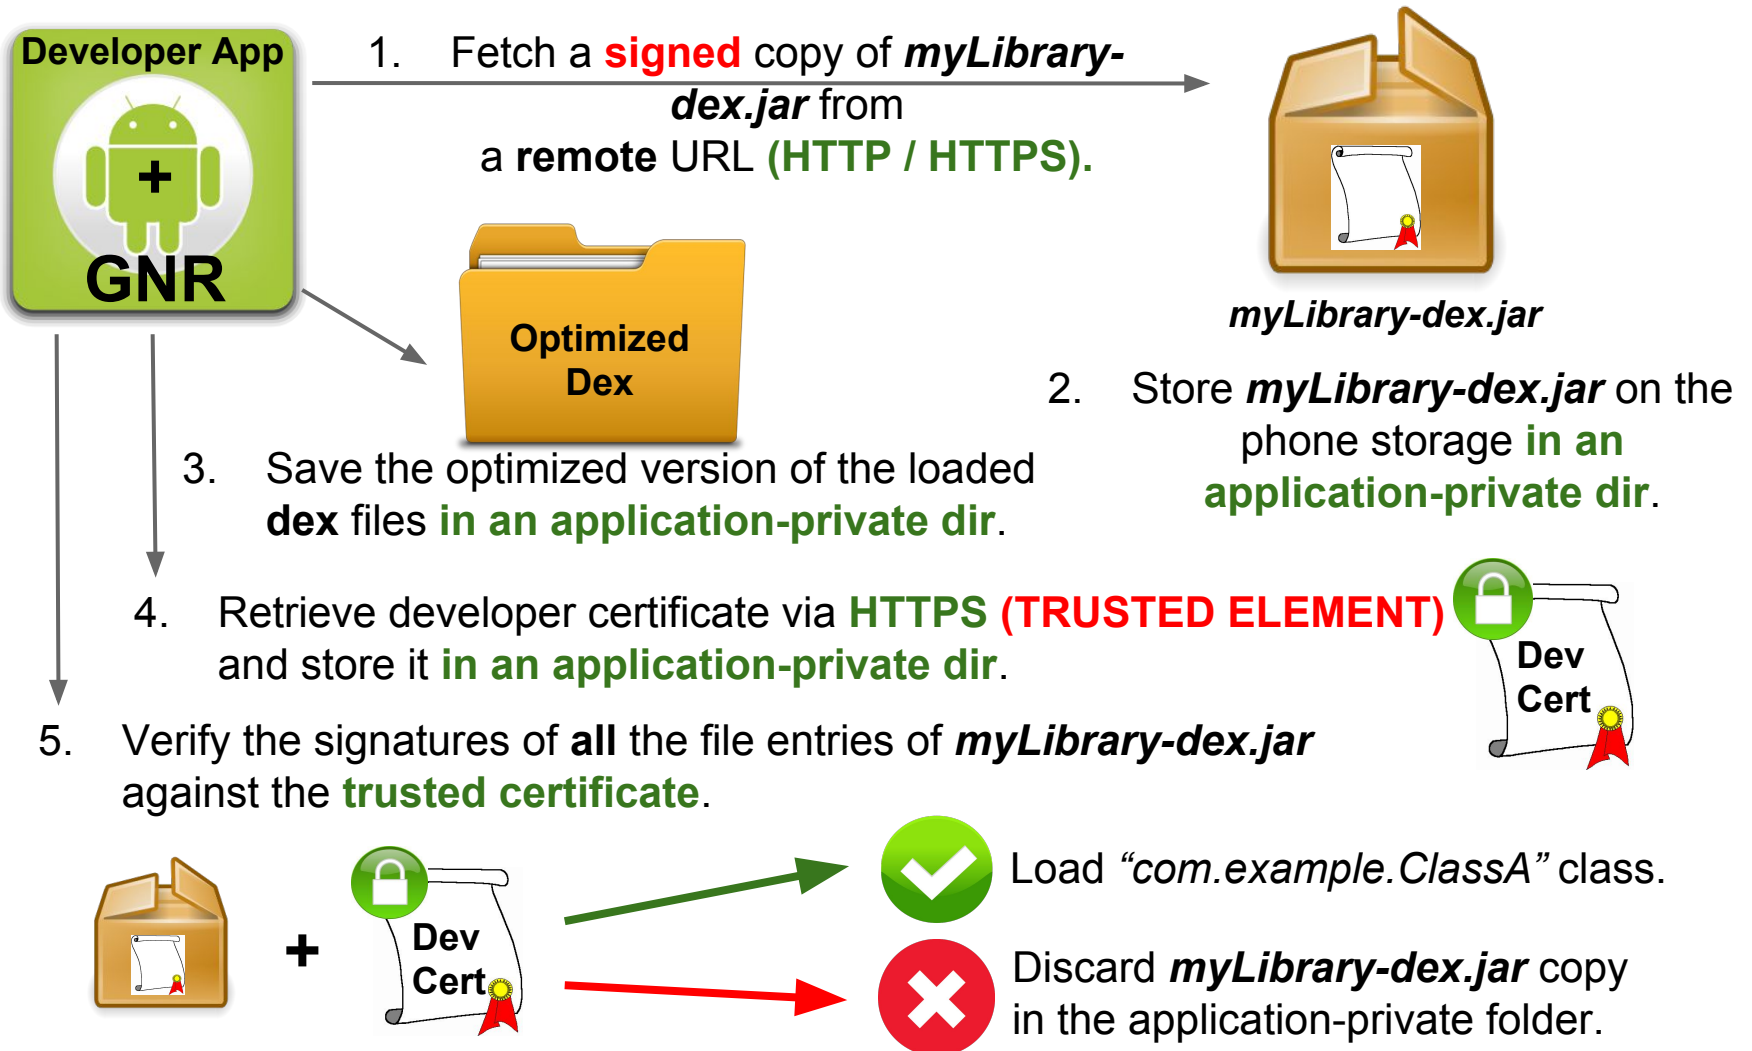 Developer App
+
GNR
1. Fetch a signed copy of myLibrary-
dex.jar from
a remote URL (HTTP / HTTPS).
Optimized
Dex
myLibrary-dex.jar
2. Store myLibrary-dex.jar on the
phone storage in an
application-private dir.
3. Save the optimized version of the loaded
dex files in an application-private dir.
4. Retrieve developer certificate via HTTPS (TRUSTED ELEMENT)
and store it in an application-private dir.
Dev
Cert
5. Verify the signatures of all the file entries of myLibrary-dex.jar
against the trusted certificate.
+
Dev
Cert
Load “com.example.ClassA” class.
Discard myLibrary-dex.jar copy
in the application-private folder.